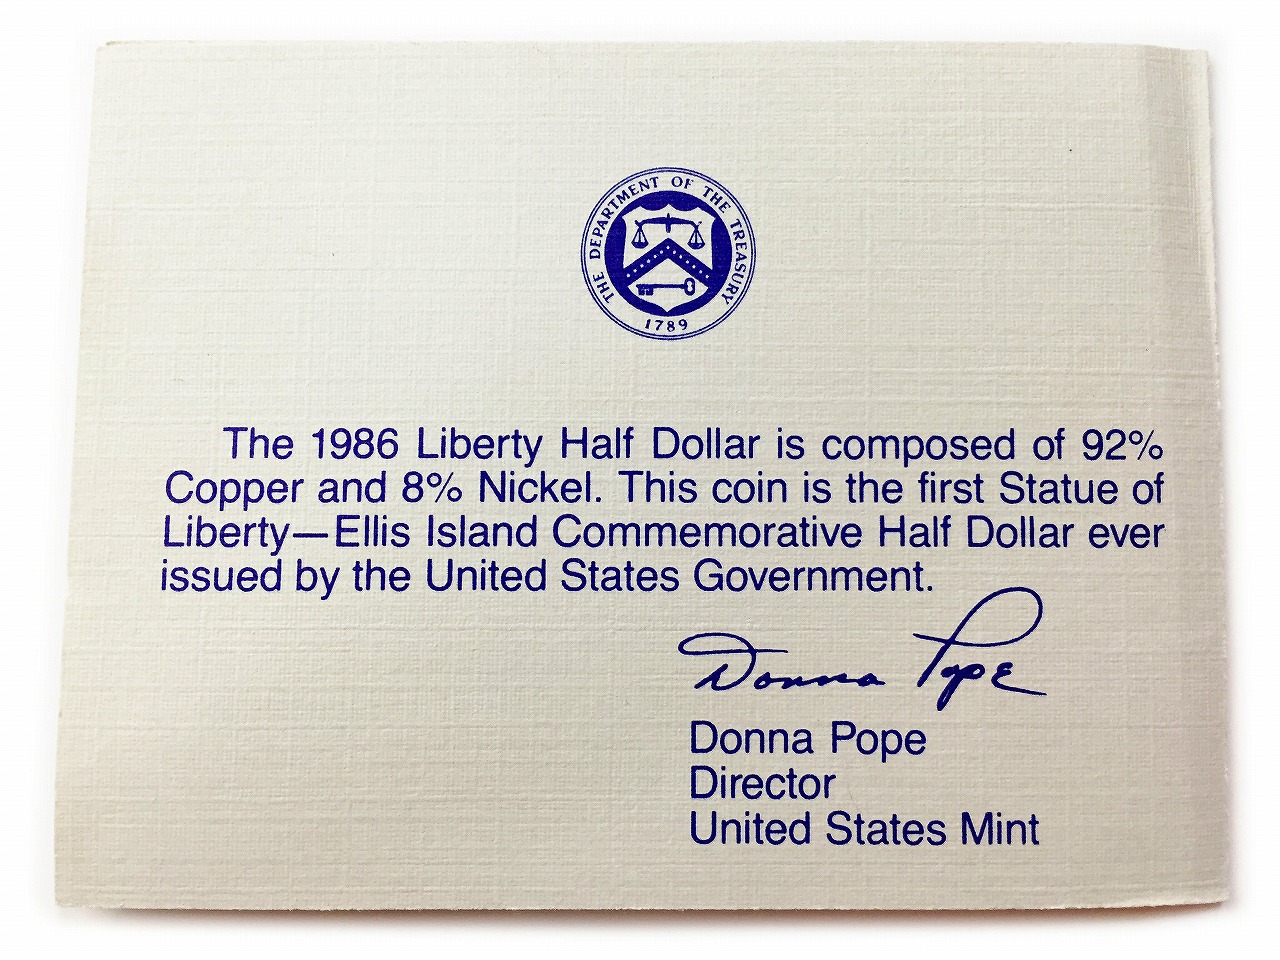 THE DEPARTMENT OF THE TREASURY
1789
The 1986 Liberty Half Dollar is composed of 92%
Copper and 8% Nickel. This coin is the first Statue of
Liberty—Ellis Island Commemorative Half Dollar ever
issued by the United States Government.
Donna Pope
Donna Pope
Director
United States Mint